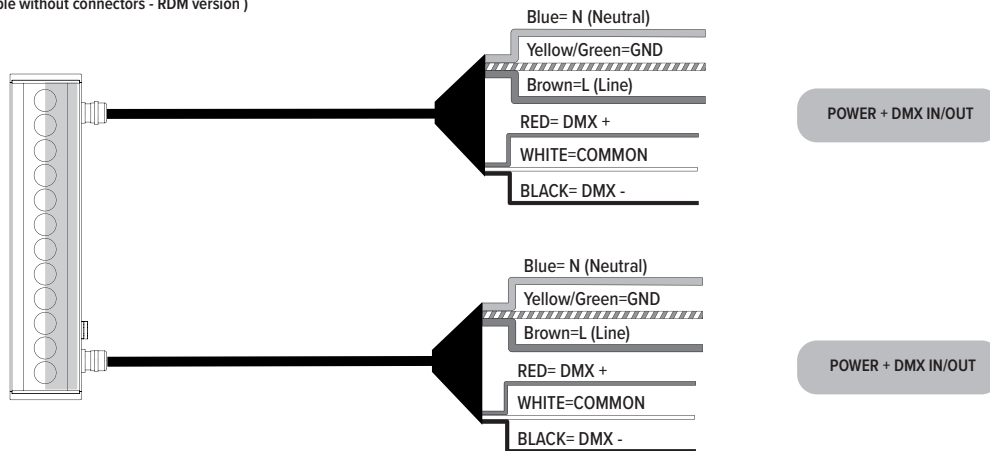 ble without connectors - RDM version )
Blue= N (Neutral)
Yellow/Green=GND
Brown=L (Line)
RED= DMX +
WHITE=COMMON
BLACK= DMX -
POWER + DMX IN/OUT
Blue= N (Neutral)
Yellow/Green=GND
Brown=L (Line)
RED= DMX +
WHITE=COMMON
BLACK= DMX -
POWER + DMX IN/OUT